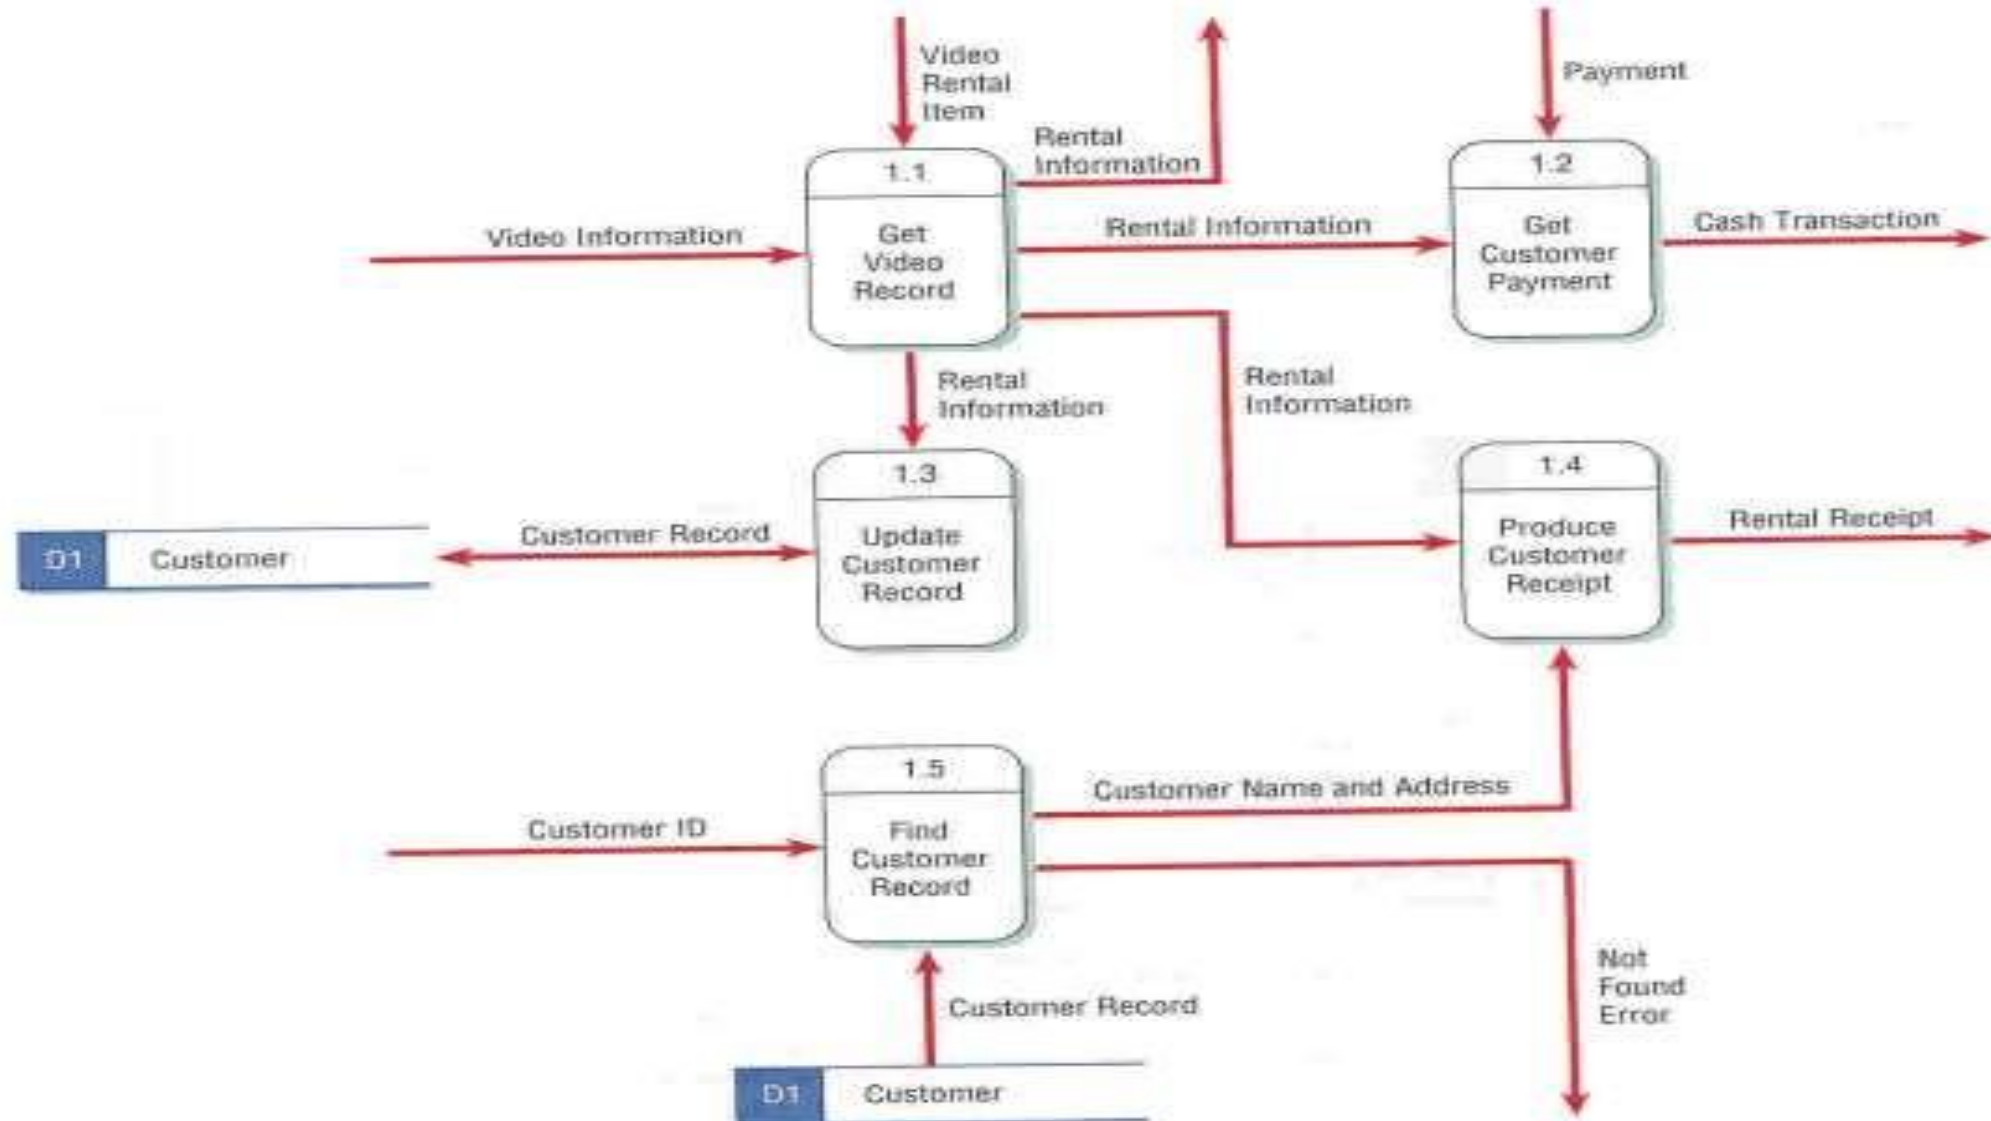 Video
Rental
Item
Payment
Rental
Information
1.1
1.2
Video Information
Get
Video
Record
Rental Information
Get
Customer
Payment
Cash Transaction
Rental
Information
Rental
Information
1.3
1.4
D1
Customer
Customer Record
Update
Customer
Record
Produce
Customer
Receipt
Rental Receipt
1.5
Customer Name and Address
Customer ID
Find
Customer
Record
Not
Found
Error
Customer Record
D1
Customer